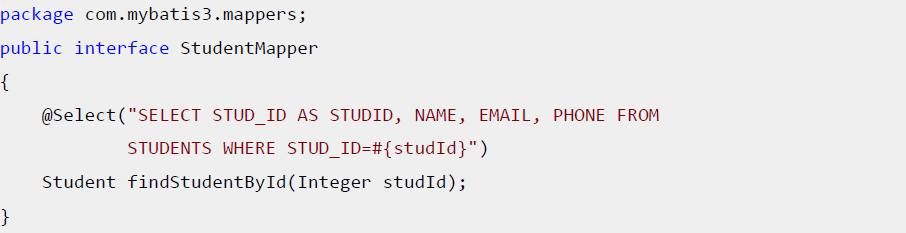 package com.mybatis3.mappers;
public interface StudentMapper
{
@Select("SELECT STUD_ID AS STUDID, NAME, EMAIL, PHONE FROM
STUDENTS WHERE STUD_ID=#{studId}")
Student findStudentById(Integer studId);
}